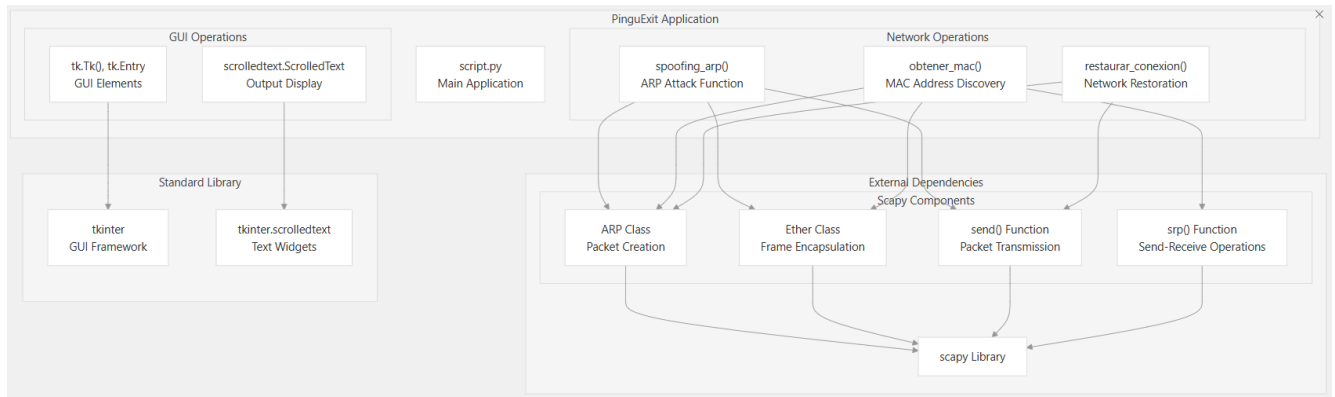 PinguExit Application
×
GUI Operations
Network Operations
tk.Tk(), tk.Entry
GUI Elements
scrolledtext.ScrolledText
Output Display
script.py
Main Application
spoofing_arp()
ARP Attack Function
obtener_mac()
MAC Address Discovery
restaurar_conexion()
Network Restoration
Standard Library
External Dependencies
Scapy Components
tkinter
GUI Framework
tkinter.scrolledtext
Text Widgets
ARP Class
Packet Creation
Ether Class
Frame Encapsulation
send() Function
Packet Transmission
srp() Function
Send-Receive Operations
scapy Library